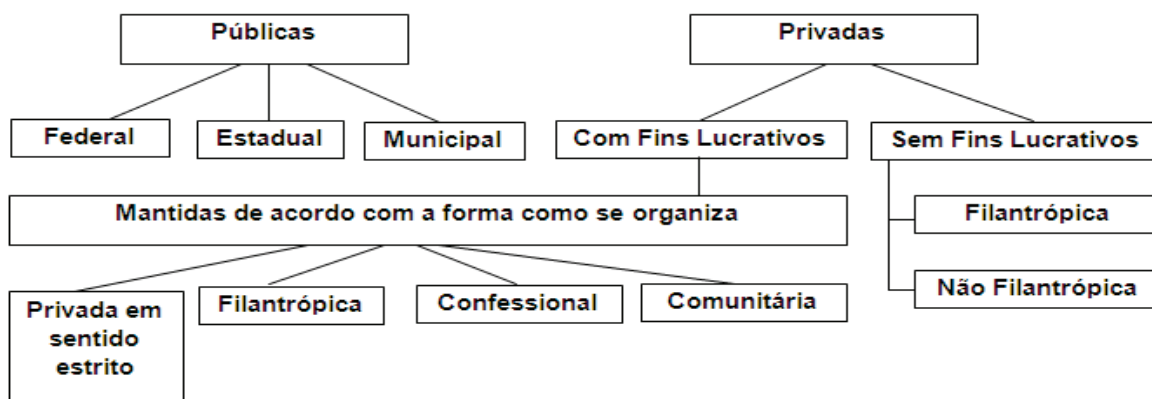 Públicas
Privadas
Federal
Estadual
Municipal
Com Fins Lucrativos
Sem Fins Lucrativos
Mantidas de acordo com a forma como se organiza
Filantrópica
Não Filantrópica
Privada em
sentido
estrito
Filantrópica
Confessional
Comunitária